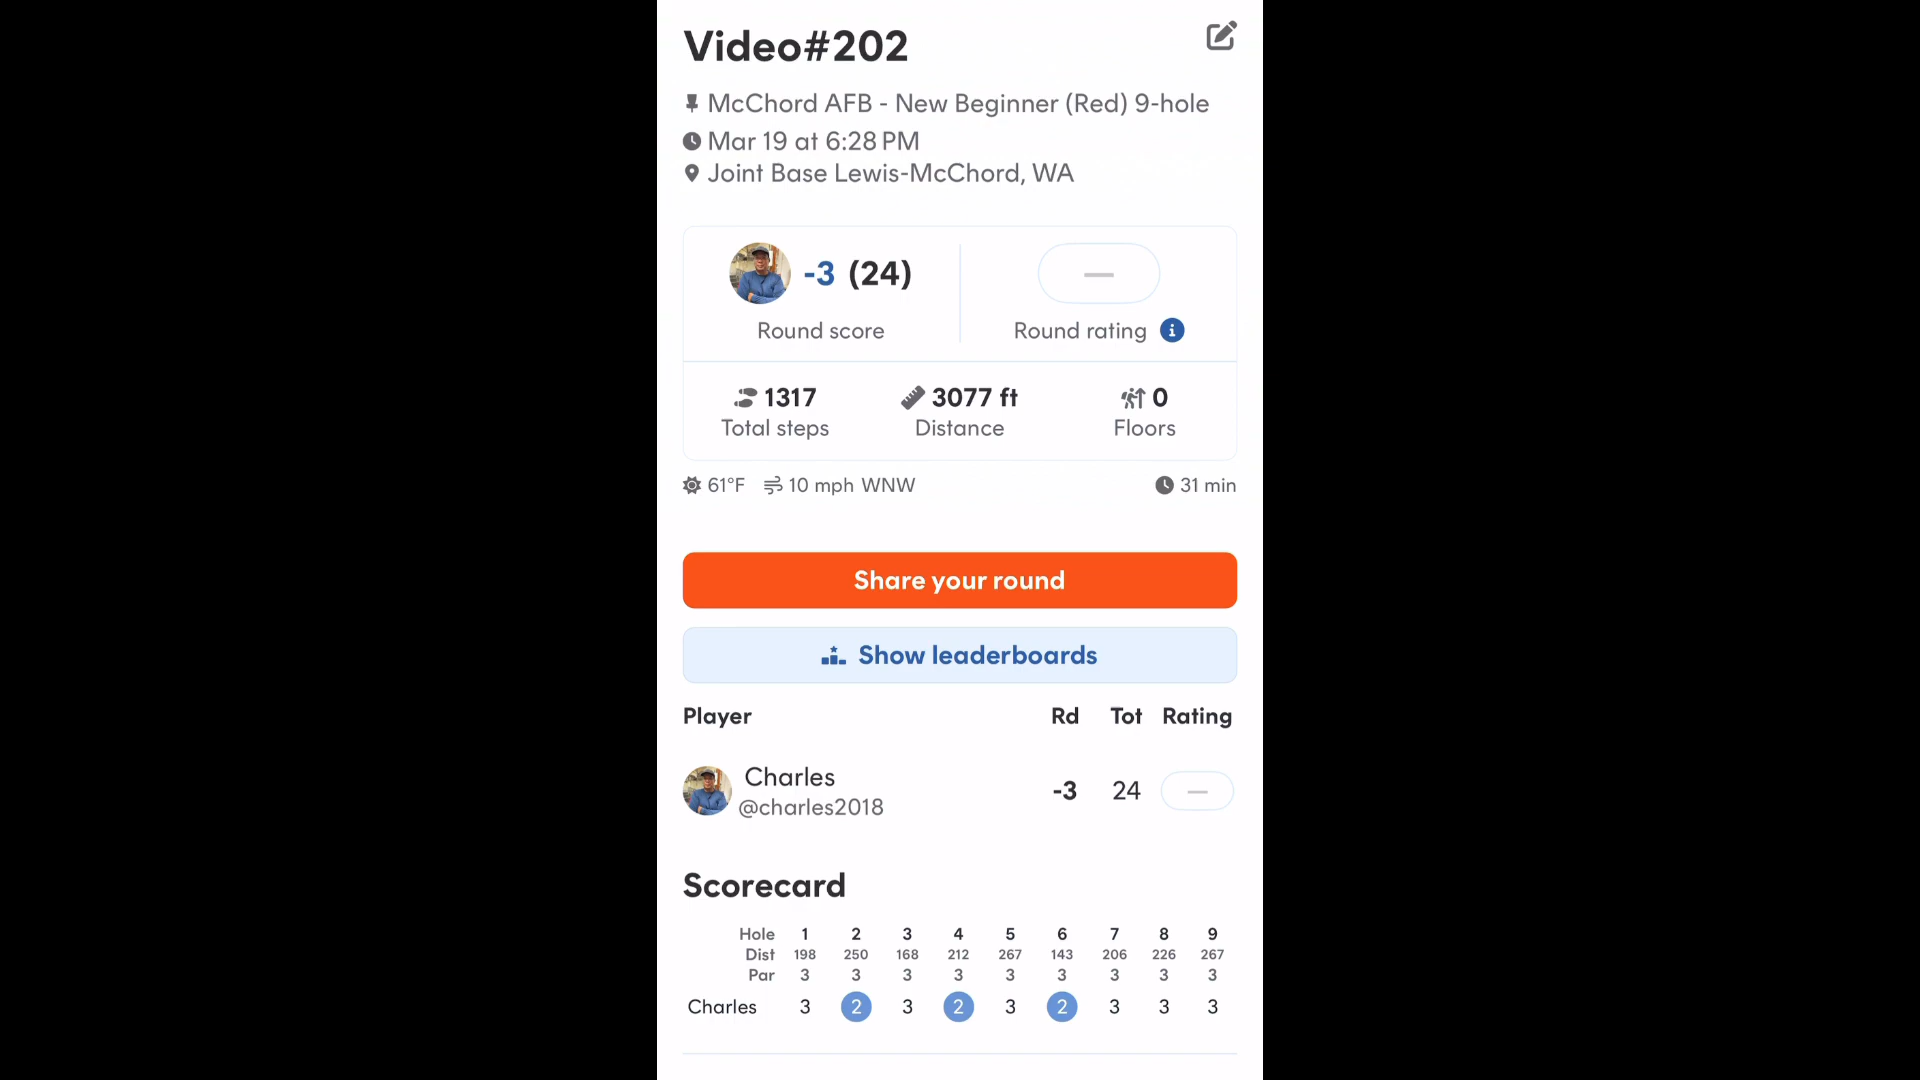 Video#202
McChord AFB - New Beginner (Red) 9-hole
Mar 19 at 6:28 PM
Joint Base Lewis-McChord, WA
-3 (24)
Round score
Round rating
1317
Total steps
3077 ft
Distance
0
Floors
61°F 10 mph WNW 31 min
Share your round
Show leaderboards
Player Rd Tot Rating
Charles
@charles2018
-3 24
Scorecard
Hole 1 2 3 4 5 6 7 8 9
Dist 198 250 168 212 267 143 206 226 267
Par 3 3 3 3 3 3 3 3 3
Charles 3 2 3 2 3 2 3 3 3